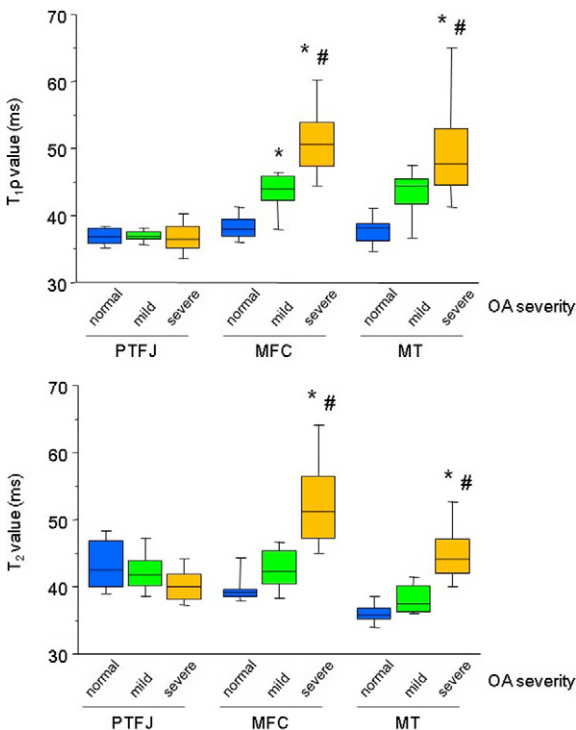 70
* #
* #
60
T1ρ value (ms)
50
*
40
30
normal mild severe normal mild severe normal mild severe OA severity
PTFJ MFC MT
70
* #
60
* #
T2 value (ms)
50
40
30
normal mild severe normal mild severe normal mild severe OA severity
PTFJ MFC MT